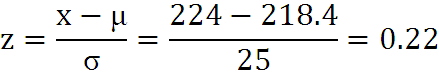 z = (x − μ)/σ = (224 − 218.4)/25 = 0.22